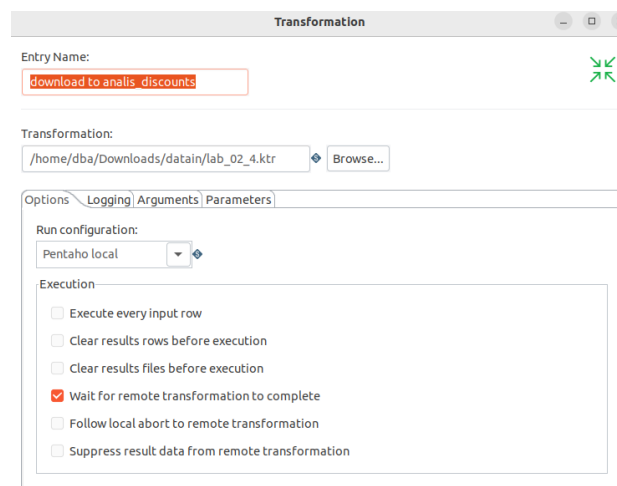 Transformation
Entry Name:
download to analis_discounts
Transformation:
/home/dba/Downloads/datain/lab_02_4.ktr
Browse...
Options Logging Arguments Parameters
Run configuration:
Pentaho local
Execution
Execute every input row
Clear results rows before execution
Clear results files before execution
Wait for remote transformation to complete
Follow local abort to remote transformation
Suppress result data from remote transformation